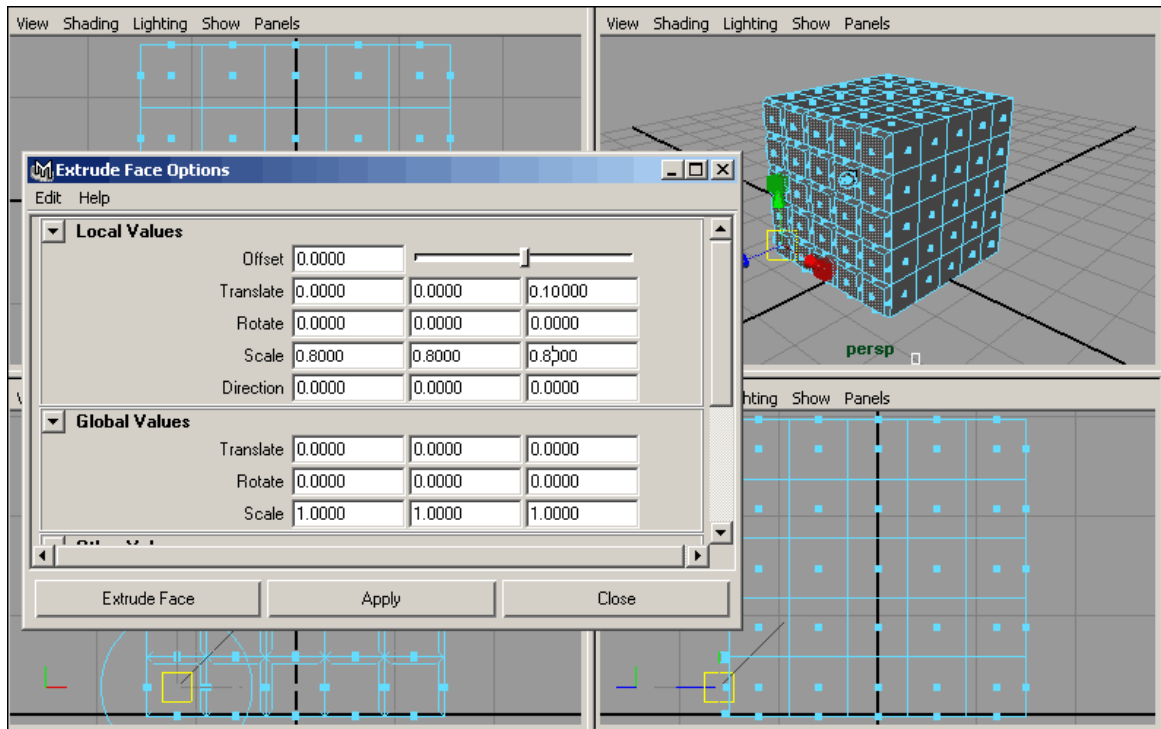 View Shading Lighting Show Panels
View Shading Lighting Show Panels
Extrude Face Options
Edit Help
Local Values
Offset 0.0000
Translate 0.0000 0.0000 0.10000
Rotate 0.0000 0.0000 0.0000
Scale 0.8000 0.8000 0.8000
Direction 0.0000 0.0000 0.0000
Global Values
Translate 0.0000 0.0000 0.0000
Rotate 0.0000 0.0000 0.0000
Scale 1.0000 1.0000 1.0000
Extrude Face Apply Close
persp
Show Panels